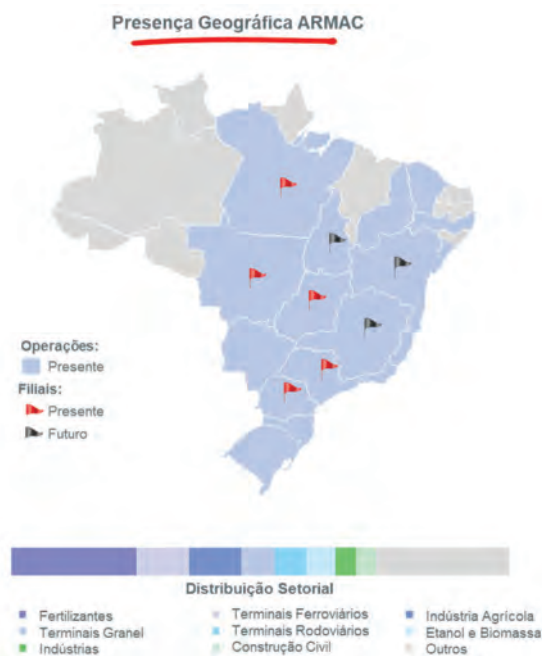 Presença Geográfica ARMAC
Operações:
Presente
Filiais:
Presente
Futuro
Distribuição Setorial
Fertilizantes
Terminais Ferroviários
Indústria Agrícola
Terminais Granel
Terminais Rodoviários
Etanol e Biomassa
Indústrias
Construção Civil
Outros